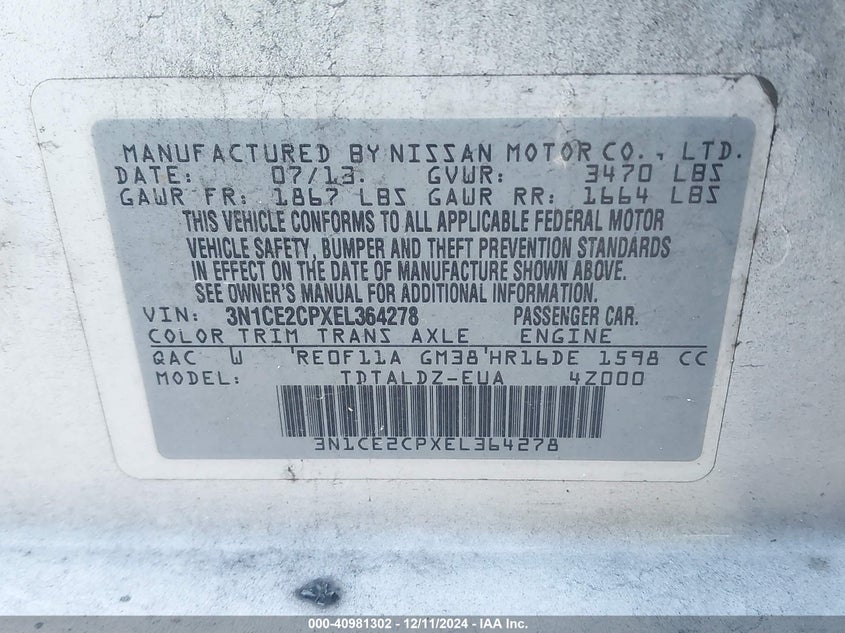 MANUFACTURED BY NISSAN MOTOR CO., LTD.
DATE: 07/13. GVWR: 3470 LBS
GAWR FR: 1867 LBS GAWR RR: 1664 LBS
THIS VEHICLE CONFORMS TO ALL APPLICABLE FEDERAL MOTOR
VEHICLE SAFETY, BUMPER AND THEFT PREVENTION STANDARDS
IN EFFECT ON THE DATE OF MANUFACTURE SHOWN ABOVE.
SEE OWNER'S MANUAL FOR ADDITIONAL INFORMATION.
VIN: 3N1CE2CPXEL364278 PASSENGER CAR.
COLOR TRIM TRANS AXLE ENGINE
QAC W RE0F11A GM38 HR16DE 1598 CC
MODEL: TDTALDZ-EUA 4Z000
3N1CE2CPXEL364278
000-40981302 - 12/11/2024 - IAA Inc.